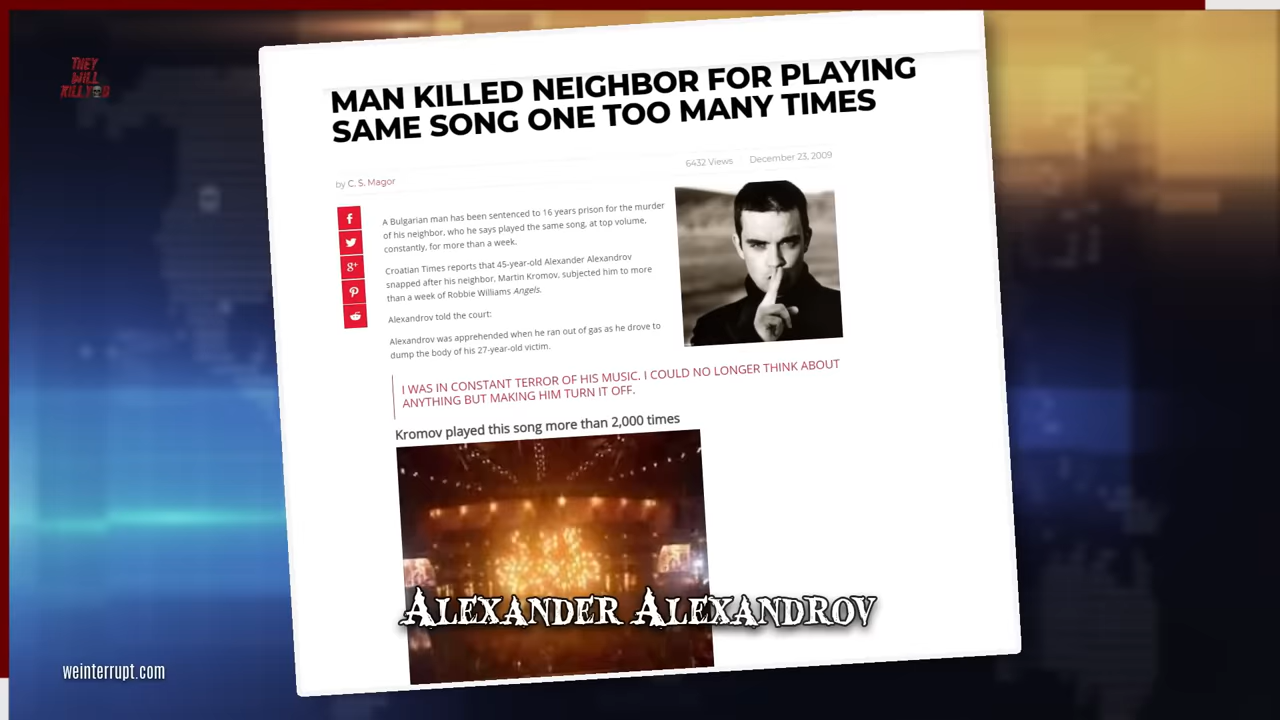 THEY
WILL
KILL YOU
MAN KILLED NEIGHBOR FOR PLAYING
SAME SONG ONE TOO MANY TIMES
6432 Views December 23, 2009
by C. S. Magor
A Bulgarian man has been sentenced to 16 years prison for the murder
of his neighbor, who he says played the same song, at top volume,
constantly, for more than a week.
Croatian Times reports that 45-year-old Alexander Alexandrov
snapped after his neighbor, Martin Kromov, subjected him to more
than a week of Robbie Williams Angels.
Alexandrov told the court:
Alexandrov was apprehended when he ran out of gas as he drove to
dump the body of his 27-year-old victim.
I WAS IN CONSTANT TERROR OF HIS MUSIC. I COULD NO LONGER THINK ABOUT
ANYTHING BUT MAKING HIM TURN IT OFF.
Kromov played this song more than 2,000 times
ALEXANDER ALEXANDROV
weinterrupt.com